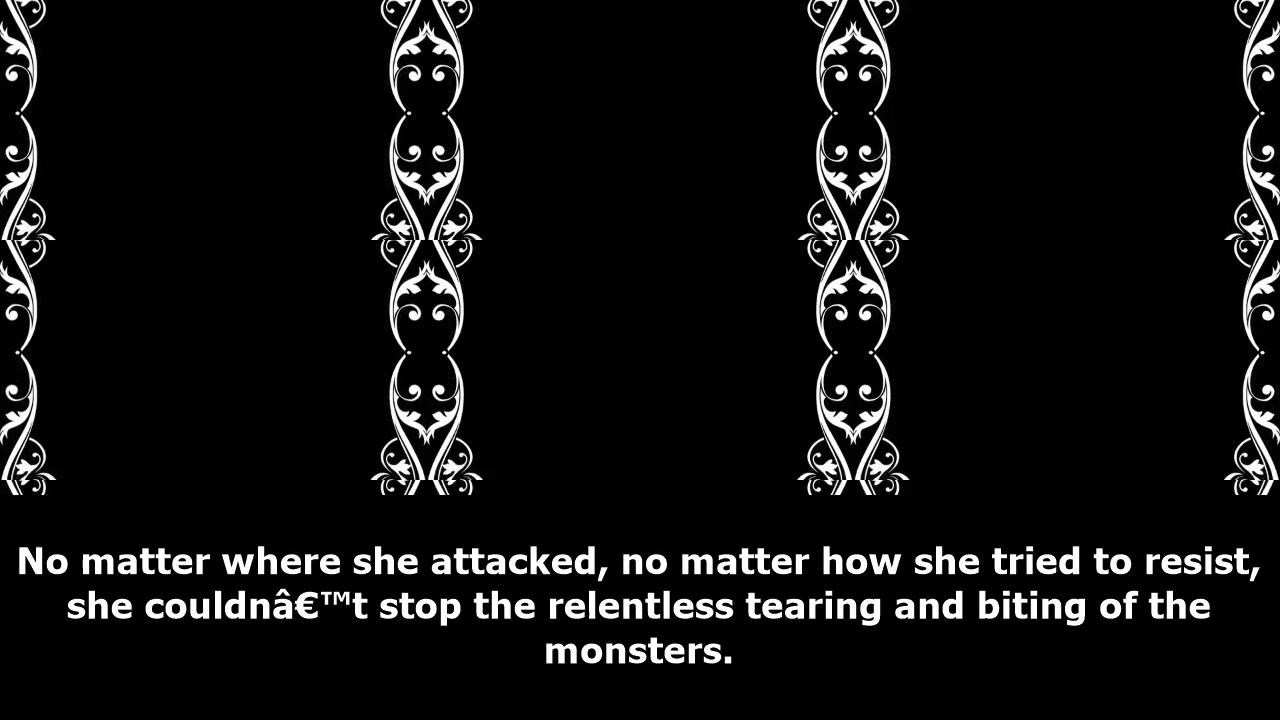 No matter where she attacked, no matter how she tried to resist,
she couldnâ€™t stop the relentless tearing and biting of the
monsters.